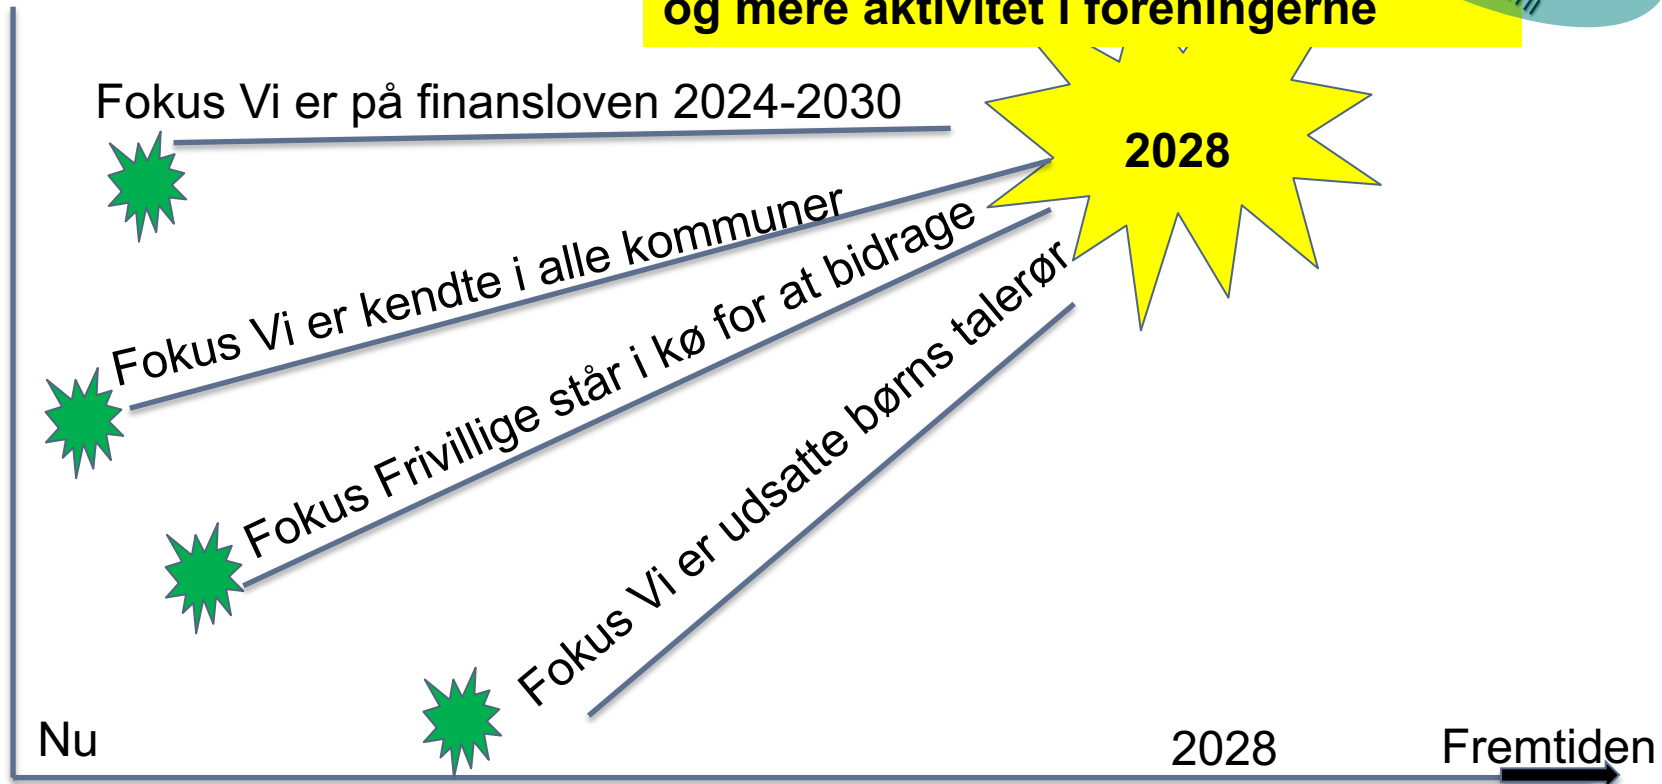 og mere aktivitet i foreningerne
Fokus Vi er på finansloven 2024-2030
2028
Fokus Vi er kendte i alle kommuner
Fokus Frivillige står i kø for at bidrage
Fokus Vi er udsatte børns talerør
Nu
2028
Fremtiden